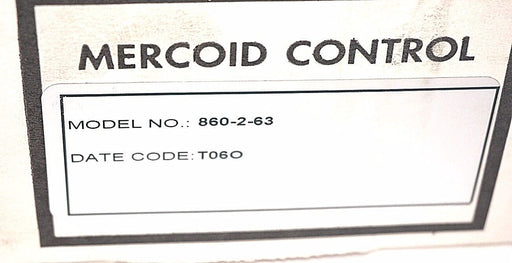 MERCOID CONTROL
MODEL NO.: 860-2-63
DATE CODE: T06O